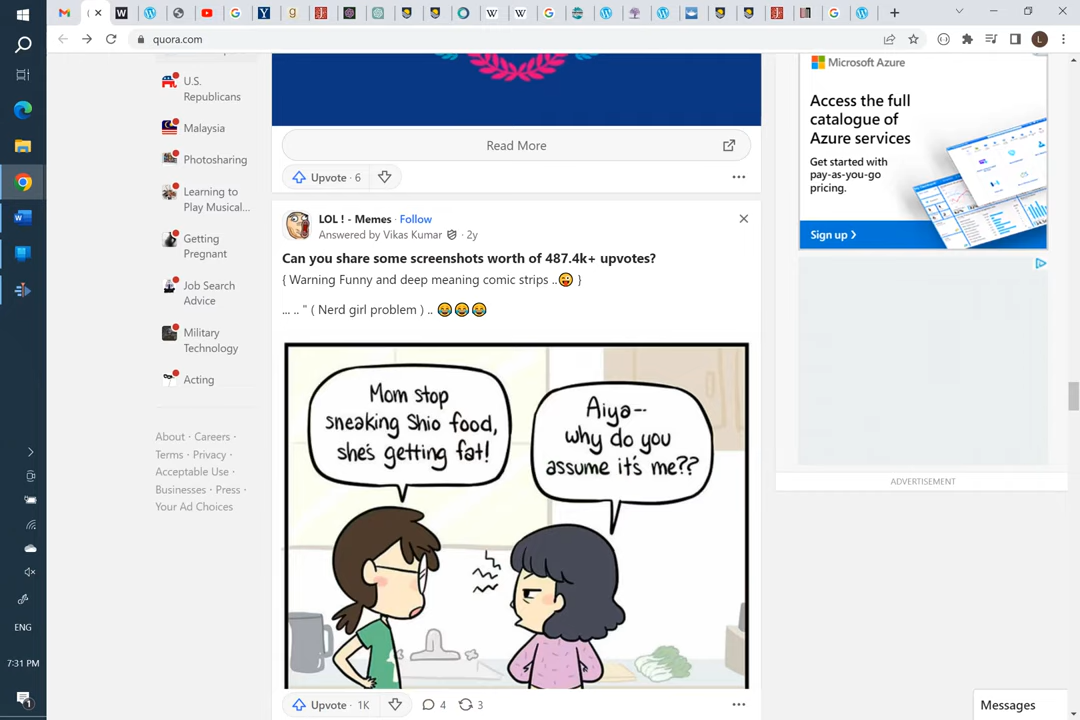 quora.com
U.S.
Republicans
Malaysia
Photosharing
Learning to
Play Musical...
Getting
Pregnant
Job Search
Advice
Military
Technology
Acting
About · Careers ·
Terms · Privacy ·
Acceptable Use ·
Businesses · Press ·
Your Ad Choices
Read More
Upvote · 6
LOL ! - Memes · Follow
Answered by Vikas Kumar · 2y
Can you share some screenshots worth of 487.4k+ upvotes?
{ Warning Funny and deep meaning comic strips ..😜 }
... .. " ( Nerd girl problem ) .. 😂😂😂
Mom stop
sneaking Shio food,
she's getting fat!
Aiya--
why do you
assume it's me??
Upvote · 1K
4
3
Microsoft Azure
Access the full
catalogue of
Azure services
Get started with
pay-as-you-go
pricing.
Sign up ❯
ADVERTISEMENT
Messages
ENG
7:31 PM